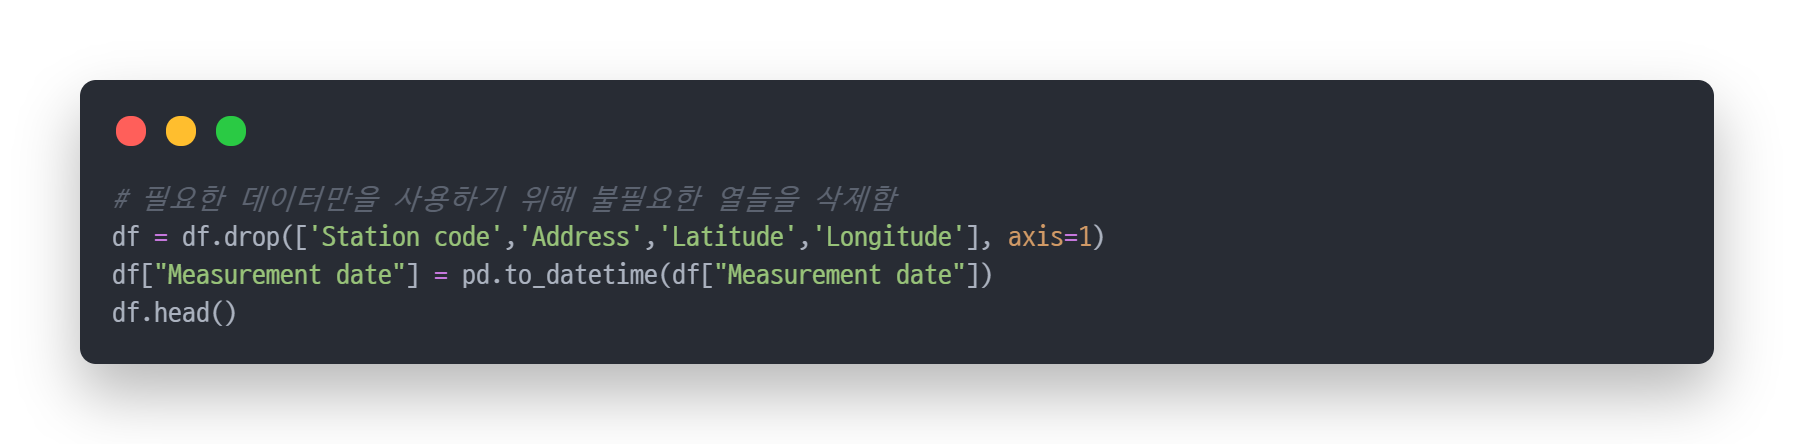 # 필요한 데이터만을 사용하기 위해 불필요한 열들을 삭제함
df = df.drop(['Station code','Address','Latitude','Longitude'], axis=1)
df["Measurement date"] = pd.to_datetime(df["Measurement date"])
df.head()